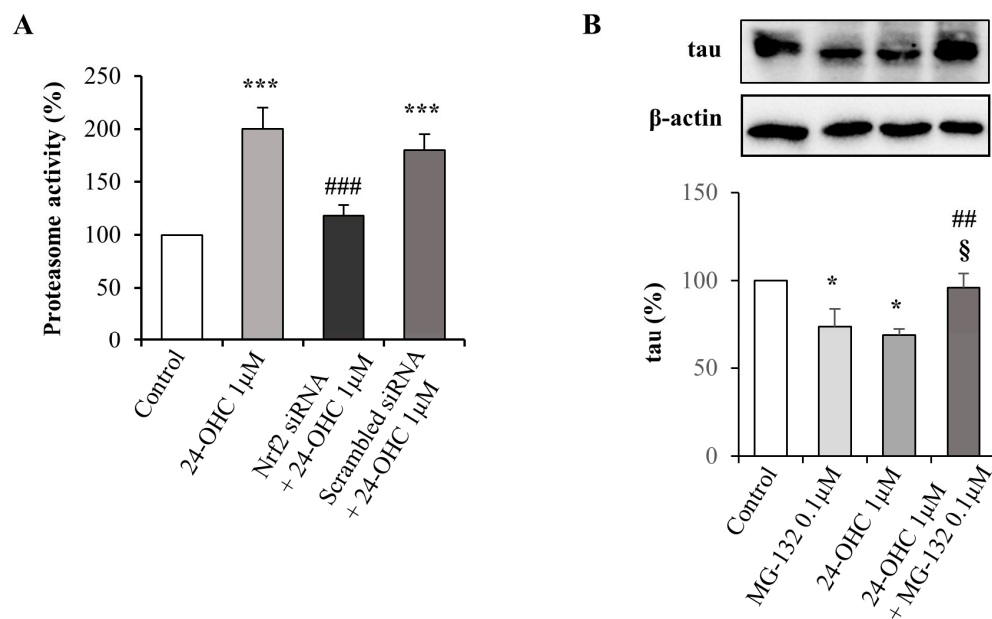 A
Proteasome activity (%)
250
200
150
100
50
0
***
###
***
Control
24-OHC 1µM
Nrf2 siRNA
+ 24-OHC 1µM
Scrambled siRNA
+ 24-OHC 1µM
B
tau
β-actin
tau (%)
150
100
50
0
*
*
##
§
Control
MG-132 0.1µM
24-OHC 1µM
24-OHC 1µM
+ MG-132 0.1µM